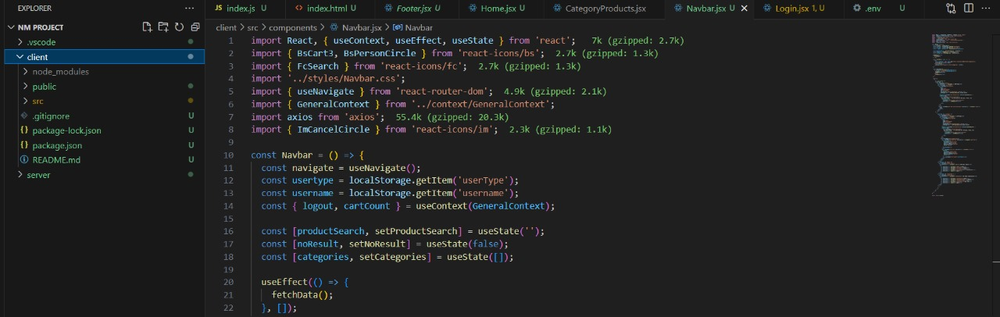 EXPLORER
index.js U
index.html U
Footer.jsx U
Home.jsx U
CategoryProducts.jsx
Navbar.jsx U
Login.jsx 1, U
.env U
NM PROJECT
.vscode
client
node_modules
public
src
.gitignore U
package-lock.json U
package.json U
README.md U
server
client > src > components > Navbar.jsx > Navbar
1 import React, { useContext, useEffect, useState } from 'react'; 7k (gzipped: 2.7k)
2 import { BsCart3, BsPersonCircle } from 'react-icons/bs'; 2.7k (gzipped: 1.3k)
3 import { FcSearch } from 'react-icons/fc'; 2.7k (gzipped: 1.3k)
4 import '../styles/Navbar.css';
5 import { useNavigate } from 'react-router-dom'; 4.9k (gzipped: 2.1k)
6 import { GeneralContext } from '../context/GeneralContext';
7 import axios from 'axios'; 55.4k (gzipped: 20.3k)
8 import { ImCancelCircle } from 'react-icons/im'; 2.3k (gzipped: 1.1k)
9
10 const Navbar = () => {
11 const navigate = useNavigate();
12 const usertype = localStorage.getItem('userType');
13 const username = localStorage.getItem('username');
14 const { logout, cartCount } = useContext(GeneralContext);
15
16 const [productSearch, setProductSearch] = useState('');
17 const [noResult, setNoResult] = useState(false);
18 const [categories, setCategories] = useState([]);
19
20 useEffect(() => {
21 fetchData();
22 }, []);